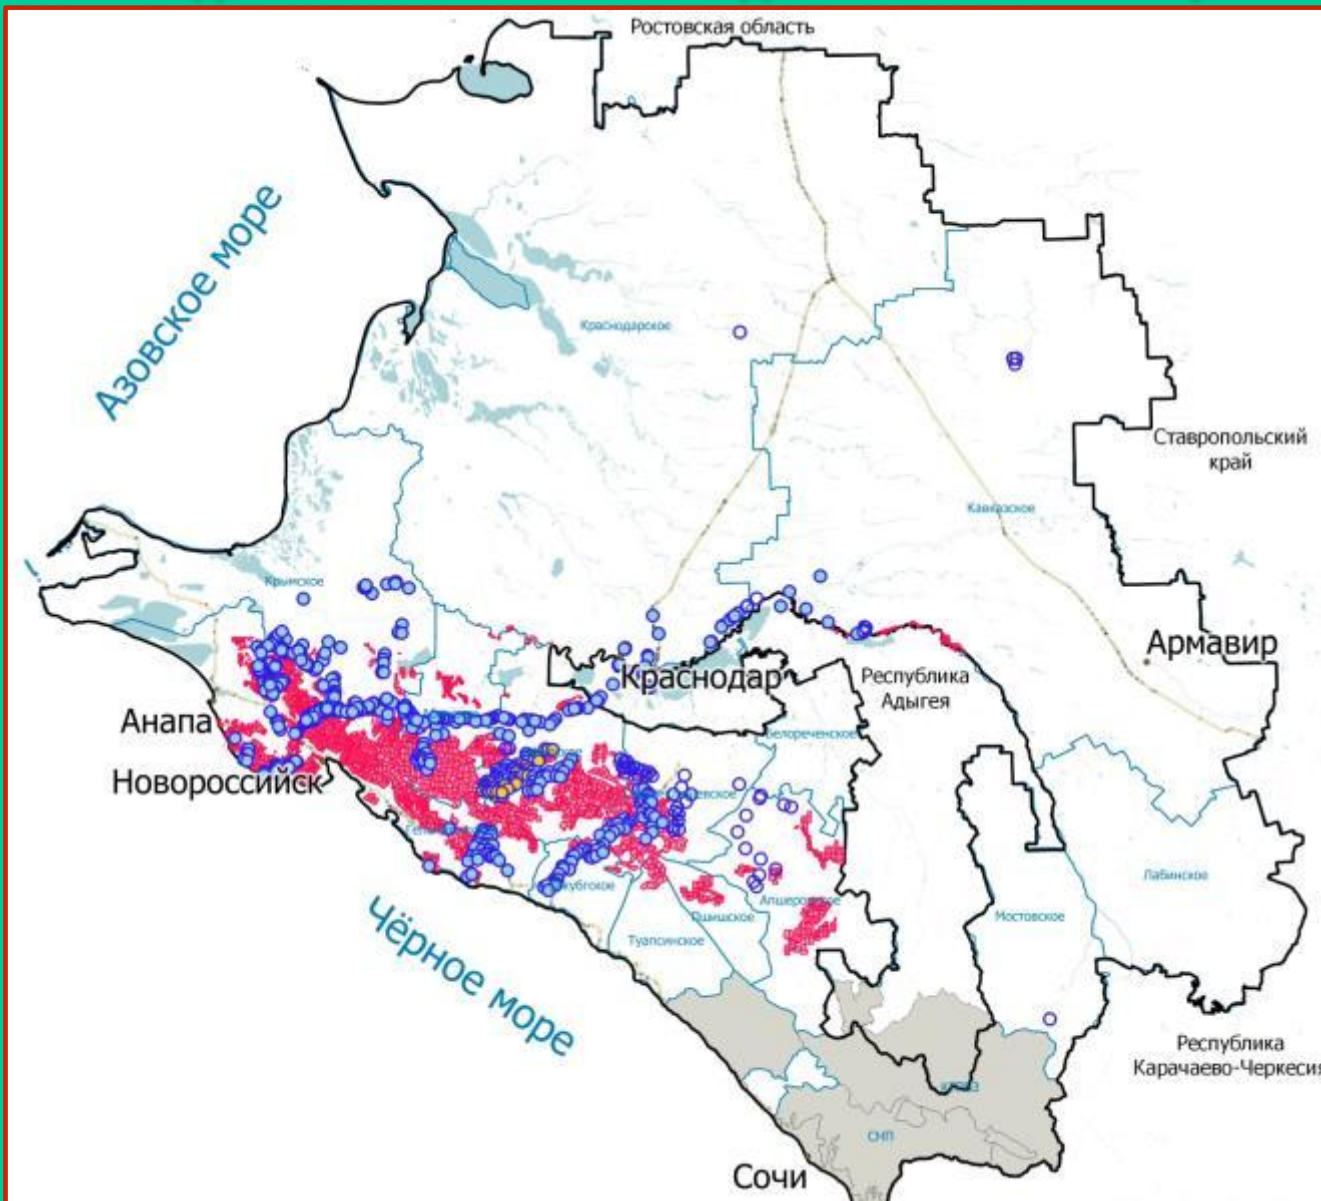 Ростовская область
Азовское море
Краснодарское
Ставропольский
край
Кавказское
Крымское
Армавир
Краснодар
Республика
Адыгея
Анапа
Белореченское
Новороссийск
Лабинское
Апшеронское
Мостовское
Пшишское
Туапсинское
Чёрное море
Республика
Карачаево-Черкесия
СНП
Сочи